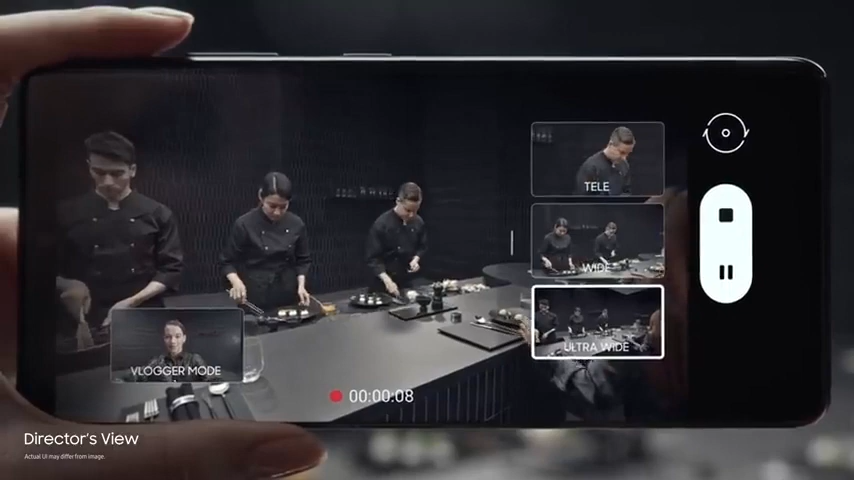 TELE
WIDE
ULTRA WIDE
VLOGGER MODE
00:00:08
Director's View
Actual UI may differ from image.